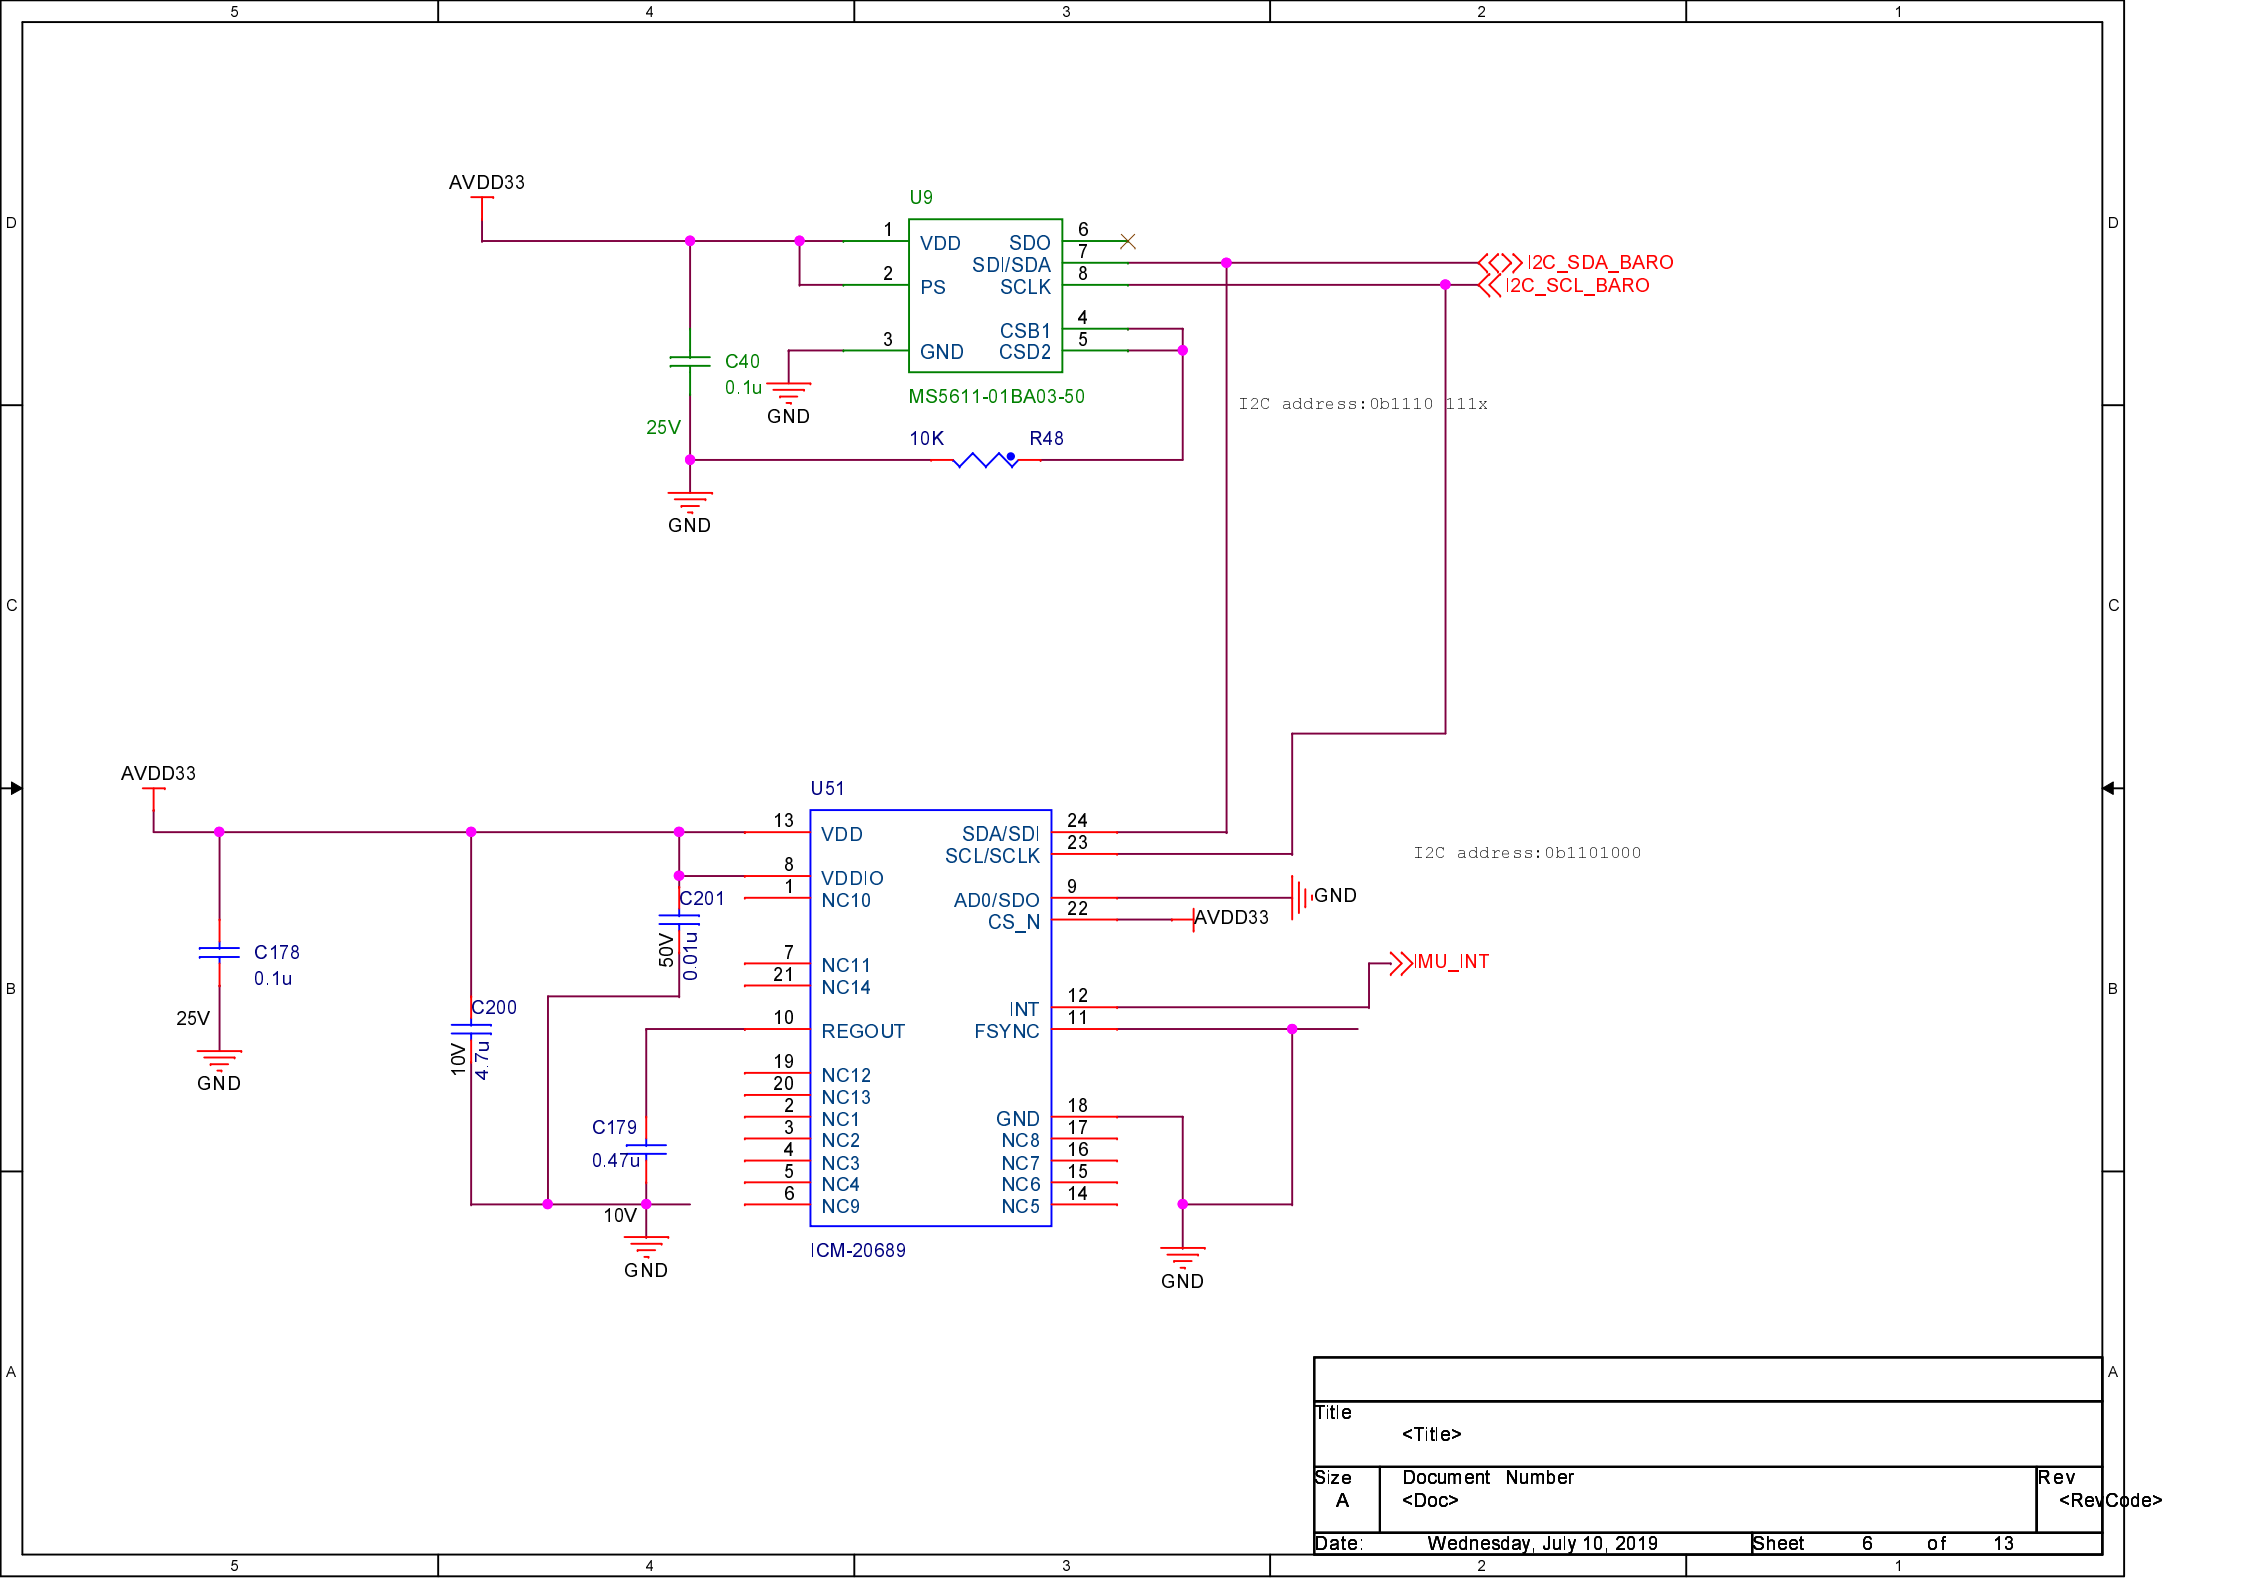 5 4 3 2 1
D D
C C
B B
A A
AVDD33
U9
1 VDD
2 PS
3 GND
SDO 6
SDI/SDA 7
SCLK 8
CSB1 4
CSD2 5
MS5611-01BA03-50
I2C_SDA_BARO
I2C_SCL_BARO
C40
0.1u
25V
GND
10K R48
GND
I2C address:0b1110 111x
AVDD33
U51
13 VDD
8 VDDIO
1 NC10
7 NC11
21 NC14
10 REGOUT
19 NC12
20 NC13
2 NC1
3 NC2
4 NC3
5 NC4
6 NC9
SDA/SDI 24
SCL/SCLK 23
AD0/SDO 9
CS_N 22
INT 12
FSYNC 11
GND 18
NC8 17
NC7 16
NC6 15
NC5 14
ICM-20689
I2C address:0b1101000
GND
AVDD33
IMU_INT
C201
50V
0.01u
C178
0.1u
25V
GND
C200
10V
4.7u
C179
0.47u
10V
GND
GND
Title
<Title>
Size
A
Document Number
<Doc>
Rev
<RevCode>
Date: Wednesday, July 10, 2019
Sheet 6 of 13
5 4 3 2 1